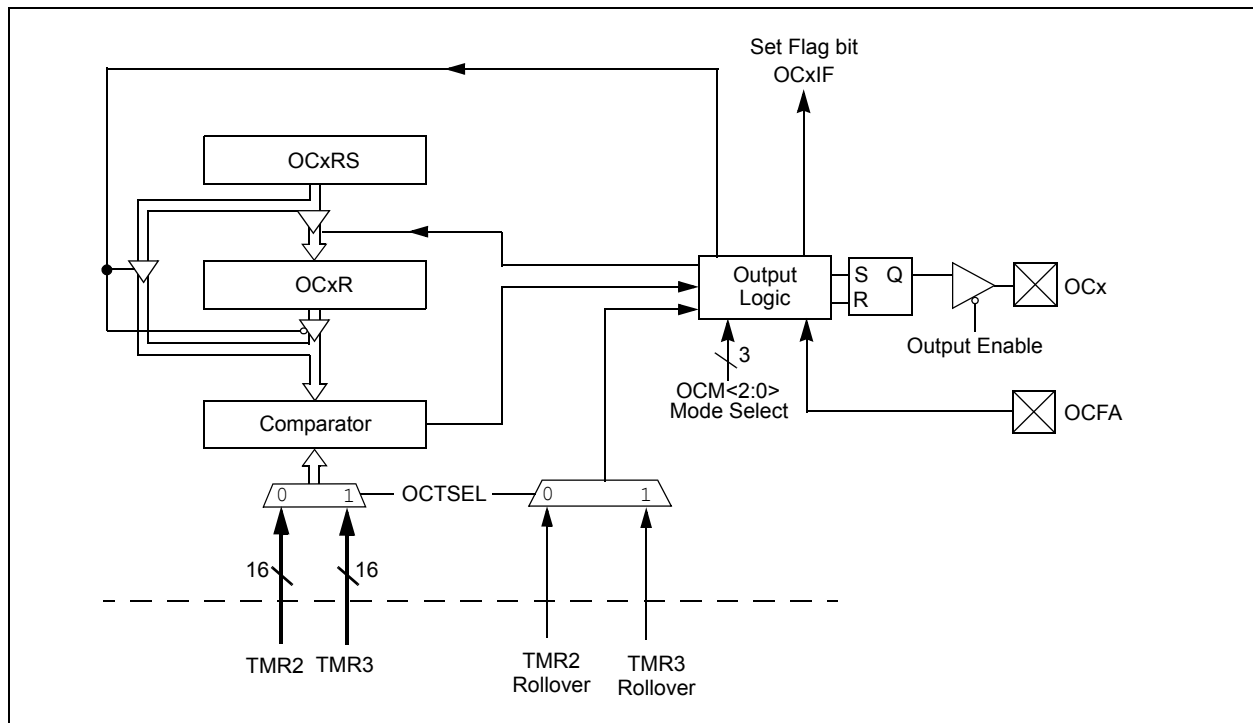 Set Flag bit
OCxIF
OCxRS
OCxR
Output
Logic
S Q
R
OCx
Output Enable
3
OCM<2:0>
Mode Select
OCFA
Comparator
0 1
OCTSEL
0 1
16
16
TMR2
TMR3
TMR2
Rollover
TMR3
Rollover